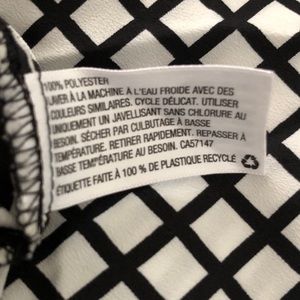 100% POLYESTER
LAVER À LA MACHINE À L'EAU FROIDE AVEC DES
COULEURS SIMILAIRES. CYCLE DÉLICAT. UTILISER
UNIQUEMENT UN JAVELLISANT SANS CHLORURE AU
BESOIN. SÉCHER PAR CULBUTAGE À BASSE
TEMPÉRATURE. RETIRER RAPIDEMENT. REPASSER À
BASSE TEMPÉRATURE AU BESOIN. CA57147
ÉTIQUETTE FAITE À 100 % DE PLASTIQUE RECYCLÉ